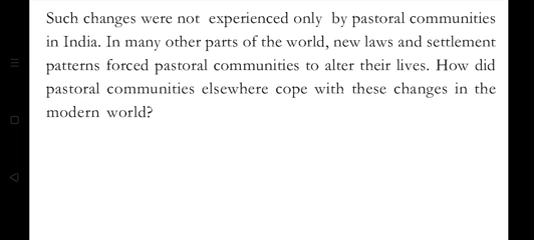 Such changes were not experienced only by pastoral communities
in India. In many other parts of the world, new laws and settlement
patterns forced pastoral communities to alter their lives. How did
pastoral communities elsewhere cope with these changes in the
modern world?